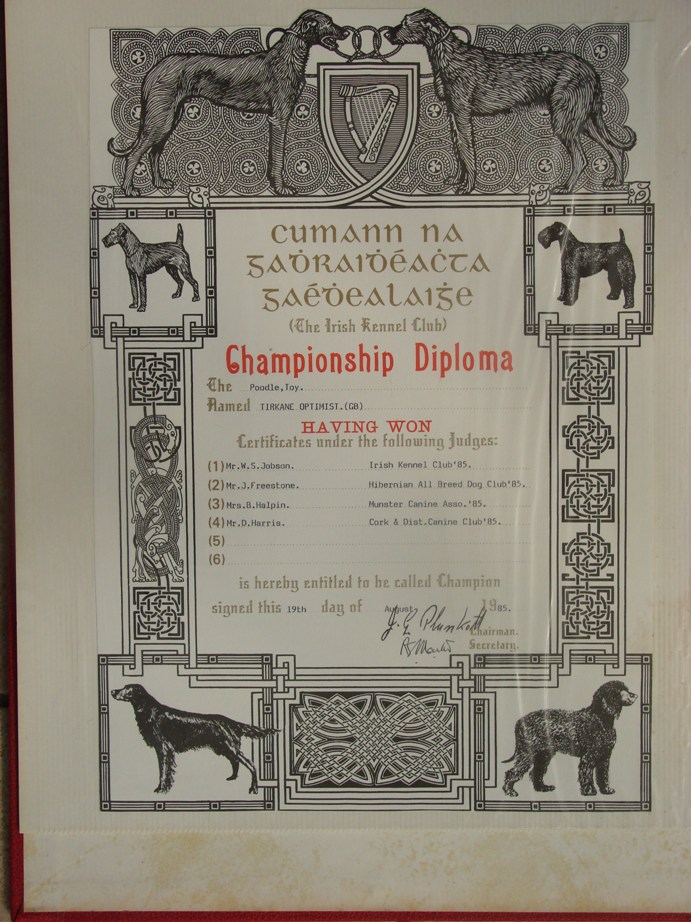 Cumann na
Gaḋraiḋéaċta
Gaéḋealaiġe
(The Irish Kennel Club)
Championship Diploma
The Poodle,Toy.
Named TIRKANE OPTIMIST.(GB)
HAVING WON
Certificates under the following Judges:
(1) Mr.W.S.Jobson. Irish Kennel Club'85.
(2) Mr.J.Freestone. Hibernian All Breed Dog Club'85.
(3) Mrs.B.Halpin. Munster Canine Asso.'85.
(4) Mr.D.Harris. Cork & Dist.Canine Club'85.
(5)
(6)
is hereby entitled to be called Champion
signed this 19th day of August 1985.
Plunkett Chairman.
Secretary.